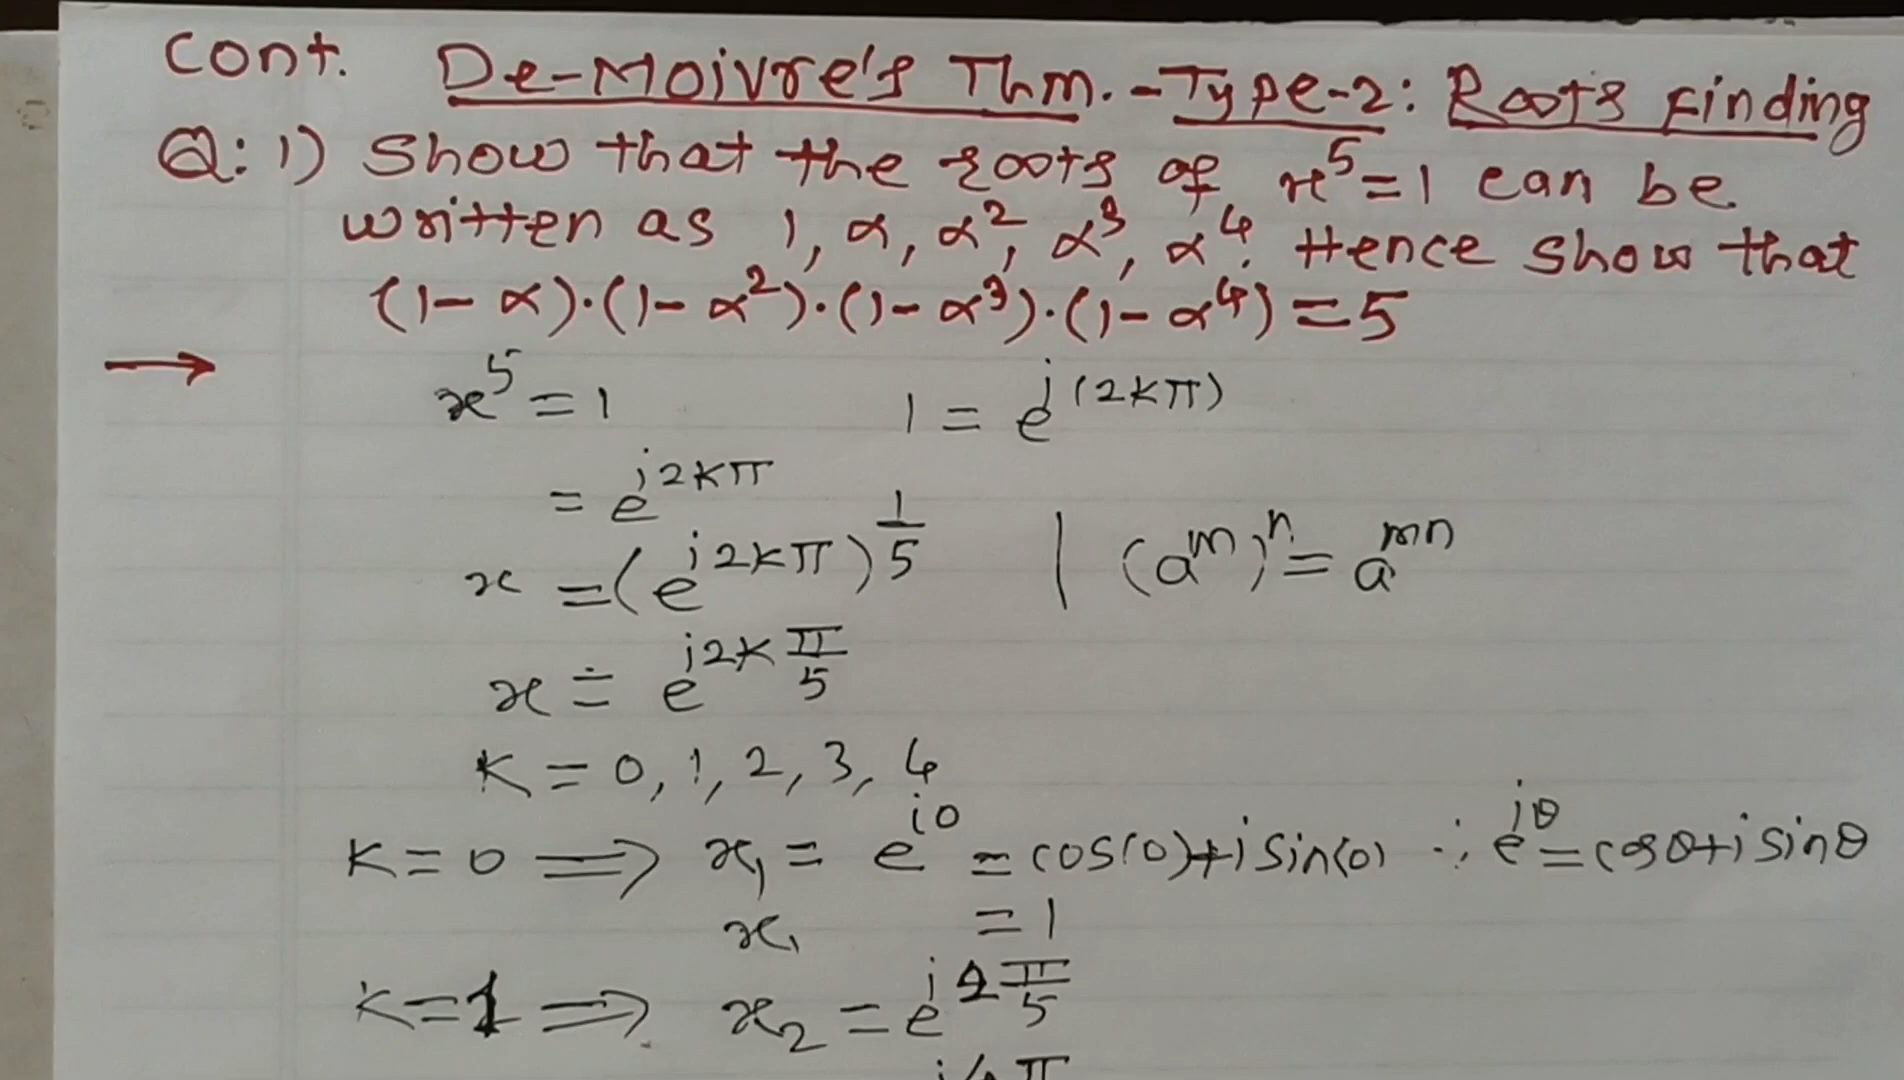 Cont. De-Moivre's Thm. - Type-2: Roots Finding
Q: 1) Show that the roots of x⁵ = 1 can be
written as 1, α, α², α³, α⁴. Hence show that
(1-α)·(1-α²)·(1-α³)·(1-α⁴) = 5
→
x⁵ = 1 1 = e^{i(2kπ)}
= e^{i2kπ}
x = (e^{i2kπ})^{1/5} | (a^m)^n = a^{mn}
x = e^{i2kπ/5}
K = 0, 1, 2, 3, 4
K = 0 ⟹ x₁ = e^{i0} = cos(0)+i sin(0) ∵ e^{iθ} = cosθ+i sinθ
x₁ = 1
K = 1 ⟹ x₂ = e^{i2π/5}